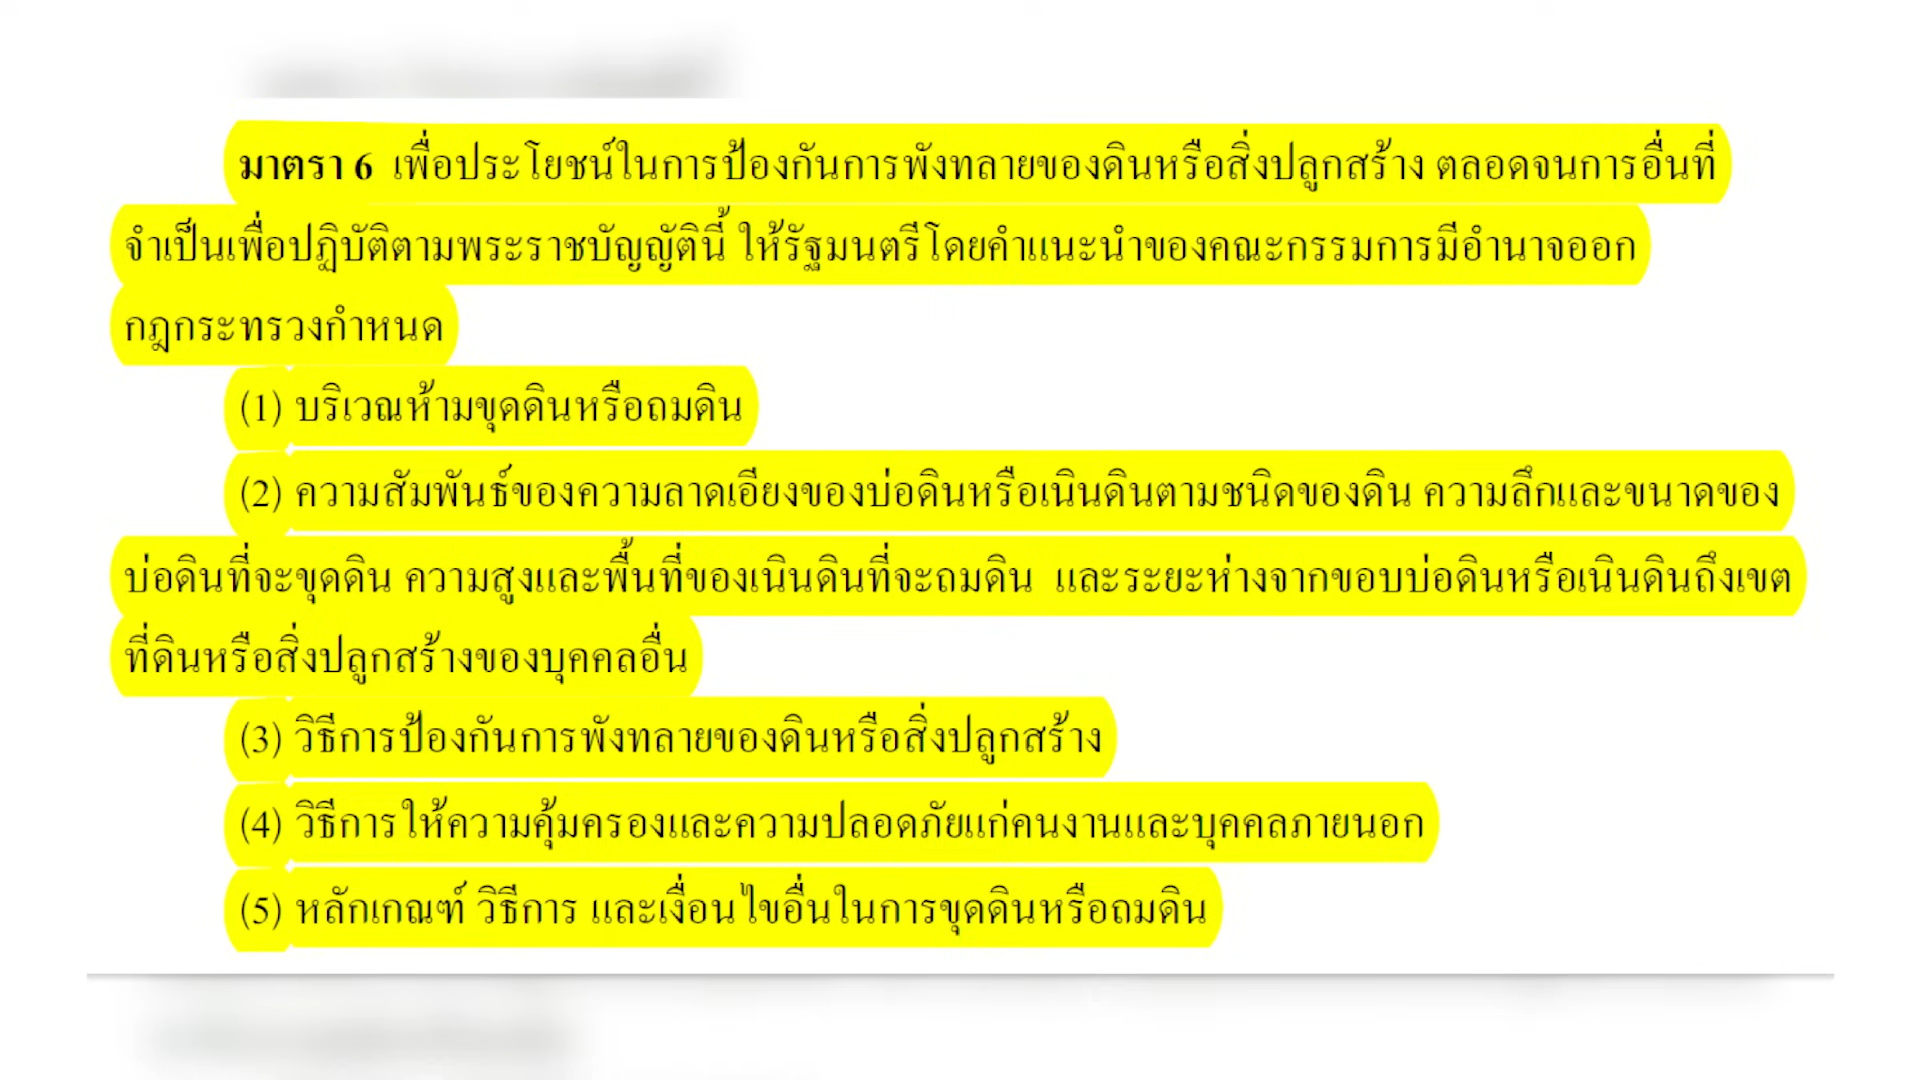 มาตรา 6 เพื่อประโยชน์ในการป้องกันการพังทลายของดินหรือสิ่งปลูกสร้าง ตลอดจนการอื่นที่
จำเป็นเพื่อปฏิบัติตามพระราชบัญญัตินี้ ให้รัฐมนตรีโดยคำแนะนำของคณะกรรมการมีอำนาจออก
กฎกระทรวงกำหนด
(1) บริเวณห้ามขุดดินหรือถมดิน
(2) ความสัมพันธ์ของความลาดเอียงของบ่อดินหรือเนินดินตามชนิดของดิน ความลึกและขนาดของ
บ่อดินที่จะขุดดิน ความสูงและพื้นที่ของเนินดินที่จะถมดิน และระยะห่างจากขอบบ่อดินหรือเนินดินถึงเขต
ที่ดินหรือสิ่งปลูกสร้างของบุคคลอื่น
(3) วิธีการป้องกันการพังทลายของดินหรือสิ่งปลูกสร้าง
(4) วิธีการให้ความคุ้มครองและความปลอดภัยแก่คนงานและบุคคลภายนอก
(5) หลักเกณฑ์ วิธีการ และเงื่อนไขอื่นในการขุดดินหรือถมดิน